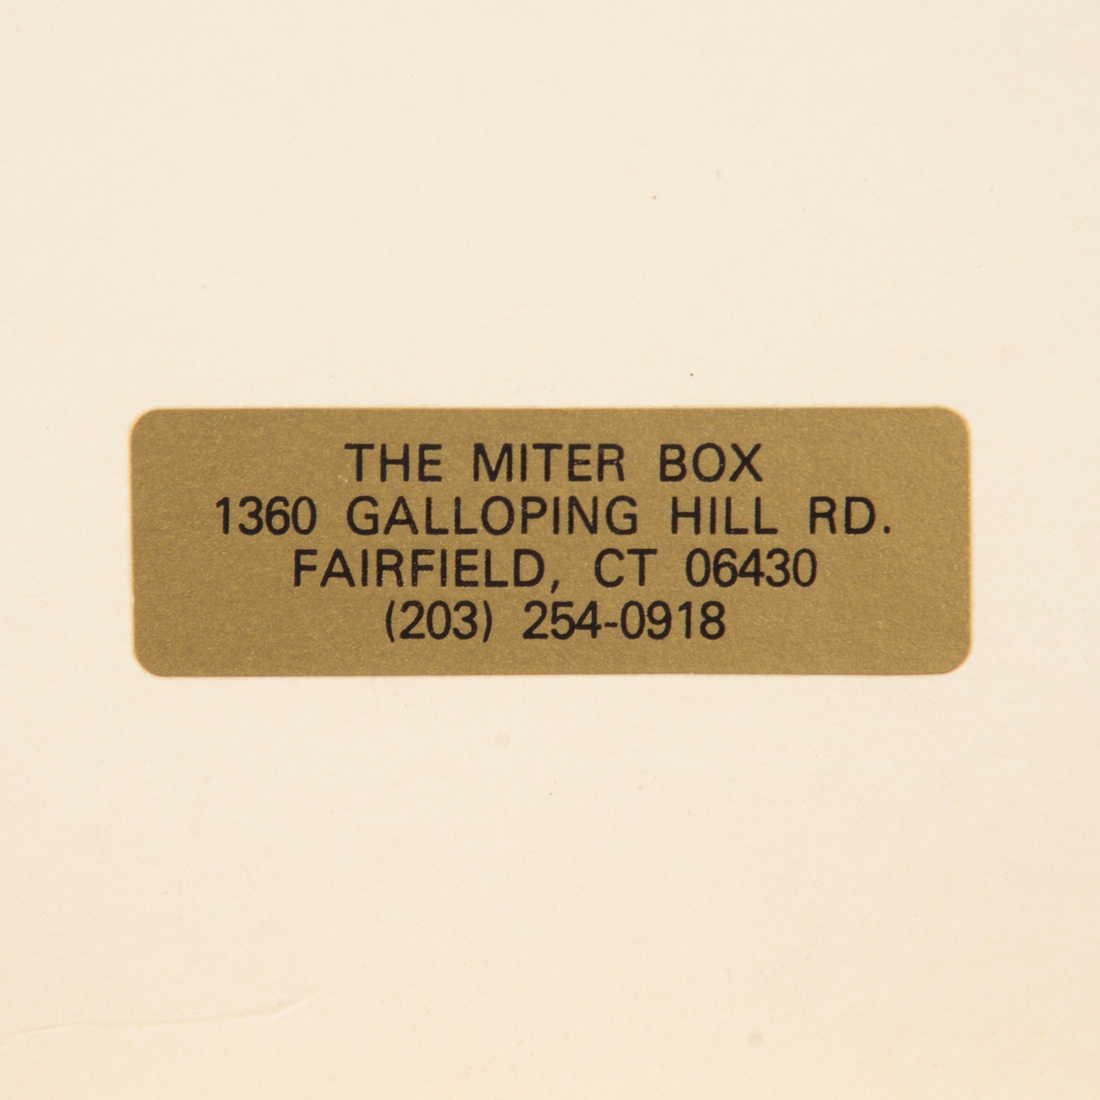 THE MITER BOX
1360 GALLOPING HILL RD.
FAIRFIELD, CT 06430
(203) 254-0918